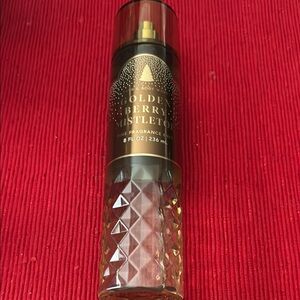 OLDEN
BERRY
ISTLETO
FRAGRANCE
8 FL OZ | 236 mL